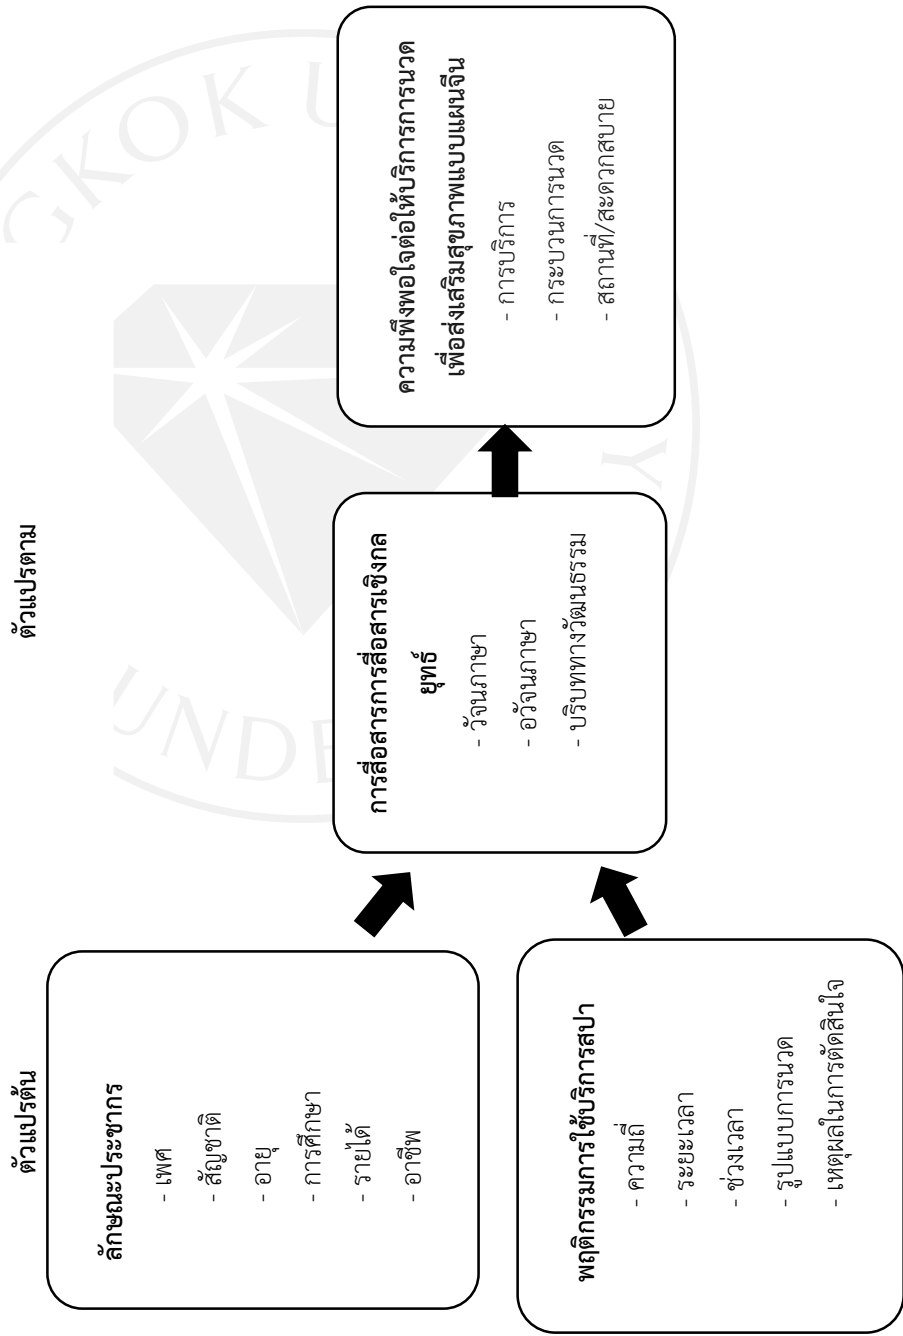 ตัวแปรต้น
ตัวแปรตาม
ลักษณะประชากร
- เพศ
- สัญชาติ
- อายุ
- การศึกษา
- รายได้
- อาชีพ
พฤติกรรมการใช้บริการสปา
- ความถี่
- ระยะเวลา
- ช่วงเวลา
- รูปแบบการนวด
- เหตุผลในการตัดสินใจ
การสื่อสารการสื่อสารเชิงกล
ยุทธ์
- วัจนภาษา
- อวัจนภาษา
- บริบททางวัฒนธรรม
ความพึงพอใจต่อให้บริการการนวด
เพื่อส่งเสริมสุขภาพแบบแผนจีน
- การบริการ
- กระบวนการนวด
- สถานที่/สะดวกสบาย